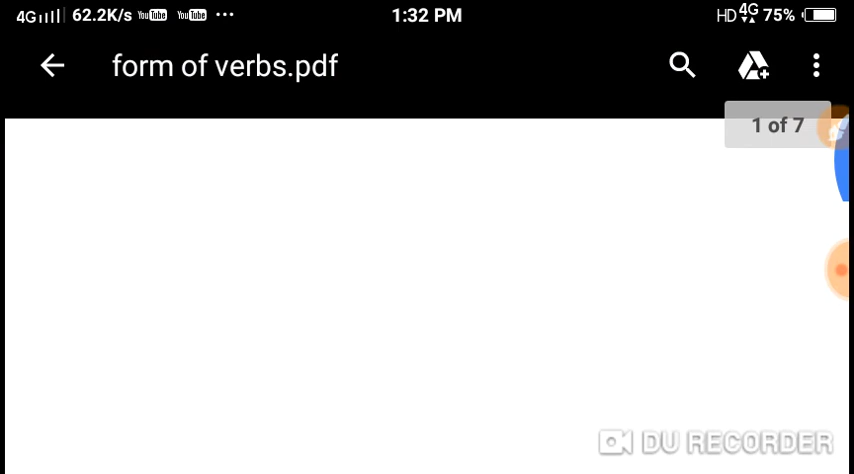 4G 62.2K/s YouTube YouTube ... 1:32 PM HD 4G 75%
form of verbs.pdf
1 of 7
DU RECORDER